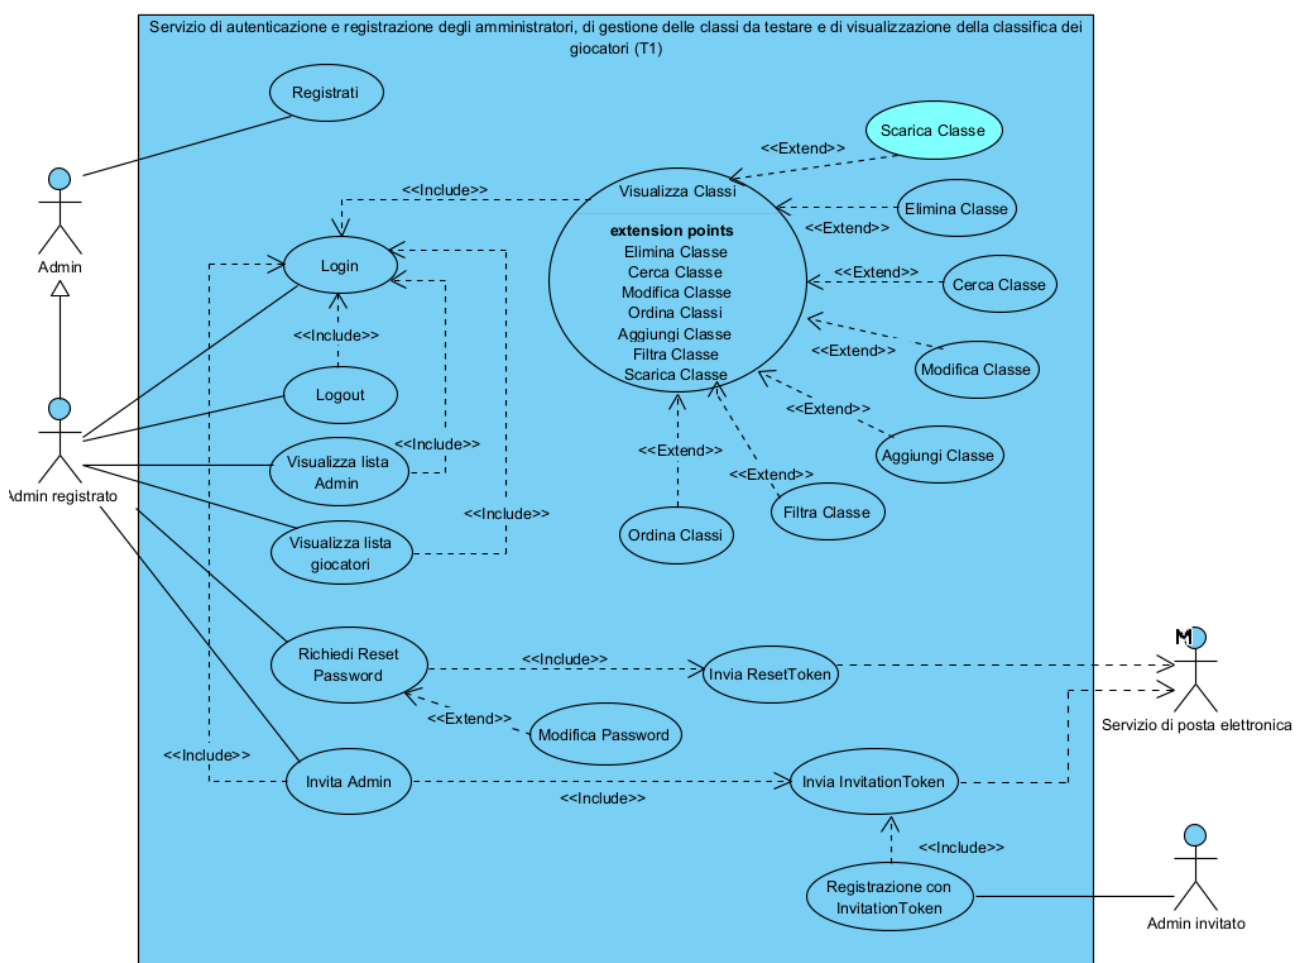 Servizio di autenticazione e registrazione degli amministratori, di gestione delle classi da testare e di visualizzazione della classifica dei
giocatori (T1)
Registrati
Scarica Classe
<<Extend>>
Visualizza Classi
<<Include>>
Elimina Classe
<<Extend>>
extension points
Elimina Classe
Cerca Classe
Modifica Classe
Ordina Classi
Aggiungi Classe
Filtra Classe
Scarica Classe
Admin
Login
<<Extend>>
Cerca Classe
<<Include>>
<<Extend>>
Modifica Classe
Logout
<<Extend>>
<<Include>>
Visualizza lista
Admin
<<Extend>>
Aggiungi Classe
<<Extend>>
Admin registrato
<<Include>>
Filtra Classe
Visualizza lista
giocatori
Ordina Classi
Richiedi Reset
Password
<<Include>>
Invia ResetToken
M
Servizio di posta elettronica
<<Extend>>
Modifica Password
<<Include>>
Invita Admin
<<Include>>
Invia InvitationToken
<<Include>>
Registrazione con
InvitationToken
Admin invitato